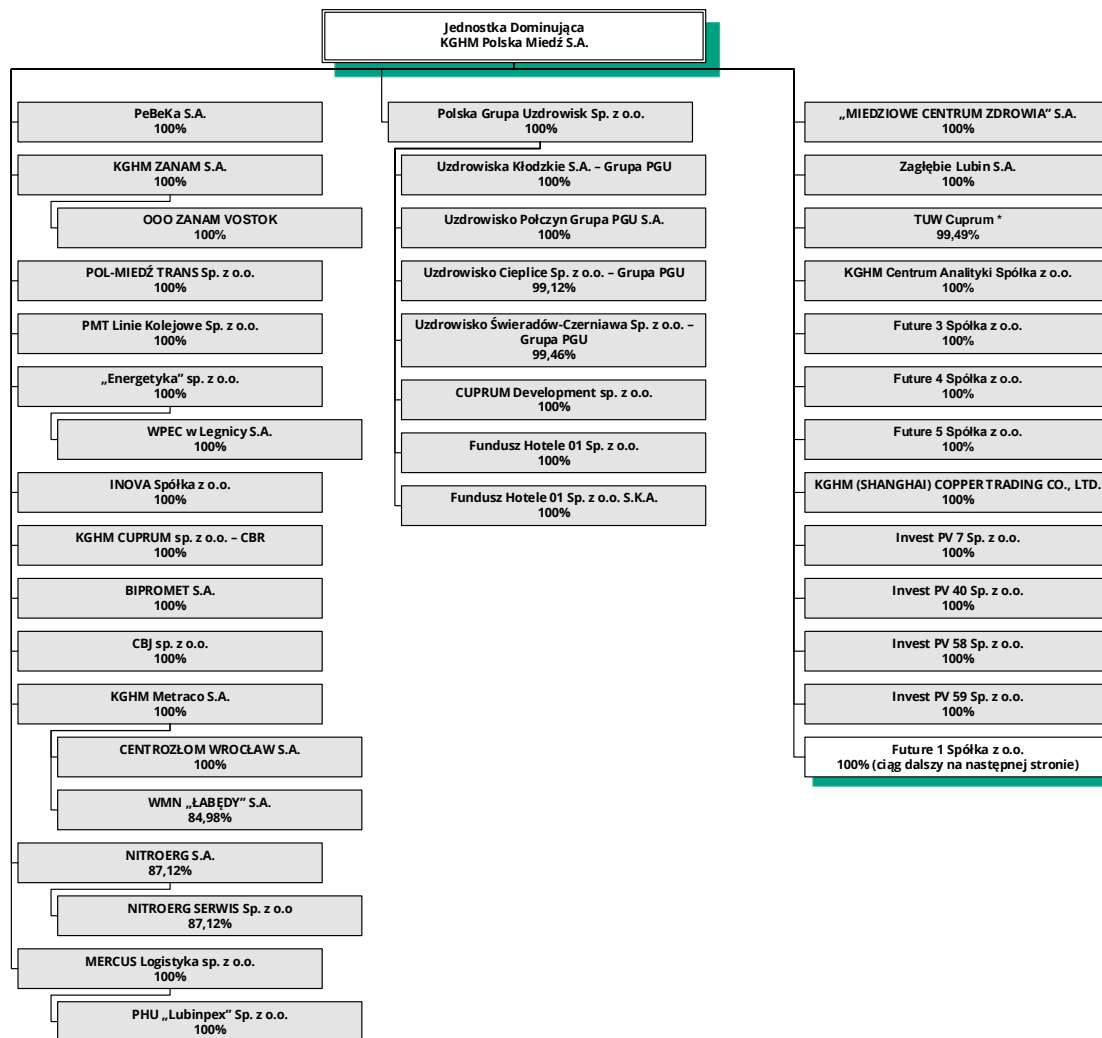 Jednostka Dominująca
KGHM Polska Miedź S.A.
PeBeKa S.A.
100%
KGHM ZANAM S.A.
100%
OOO ZANAM VOSTOK
100%
POL-MIEDŹ TRANS Sp. z o.o.
100%
PMT Linie Kolejowe Sp. z o.o.
100%
„Energetyka” sp. z o.o.
100%
WPEC w Legnicy S.A.
100%
INOVA Spółka z o.o.
100%
KGHM CUPRUM sp. z o.o. – CBR
100%
BIPROMET S.A.
100%
CBJ sp. z o.o.
100%
KGHM Metraco S.A.
100%
CENTROZŁOM WROCŁAW S.A.
100%
WMN „ŁABĘDY” S.A.
84,98%
NITROERG S.A.
87,12%
NITROERG SERWIS Sp. z o.o
87,12%
MERCUS Logistyka sp. z o.o.
100%
PHU „Lubinpex” Sp. z o.o.
100%
Polska Grupa Uzdrowisk Sp. z o.o.
100%
Uzdrowiska Kłodzkie S.A. – Grupa PGU
100%
Uzdrowisko Połczyn Grupa PGU S.A.
100%
Uzdrowisko Cieplice Sp. z o.o. – Grupa PGU
99,12%
Uzdrowisko Świeradów-Czerniawa Sp. z o.o. –
Grupa PGU
99,46%
CUPRUM Development sp. z o.o.
100%
Fundusz Hotele 01 Sp. z o.o.
100%
Fundusz Hotele 01 Sp. z o.o. S.K.A.
100%
„MIEDZIOWE CENTRUM ZDROWIA” S.A.
100%
Zagłębie Lubin S.A.
100%
TUW Cuprum *
99,49%
KGHM Centrum Analityki Spółka z o.o.
100%
Future 3 Spółka z o.o.
100%
Future 4 Spółka z o.o.
100%
Future 5 Spółka z o.o.
100%
KGHM (SHANGHAI) COPPER TRADING CO., LTD.
100%
Invest PV 7 Sp. z o.o.
100%
Invest PV 40 Sp. z o.o.
100%
Invest PV 58 Sp. z o.o.
100%
Invest PV 59 Sp. z o.o.
100%
Future 1 Spółka z o.o.
100% (ciąg dalszy na następnej stronie)